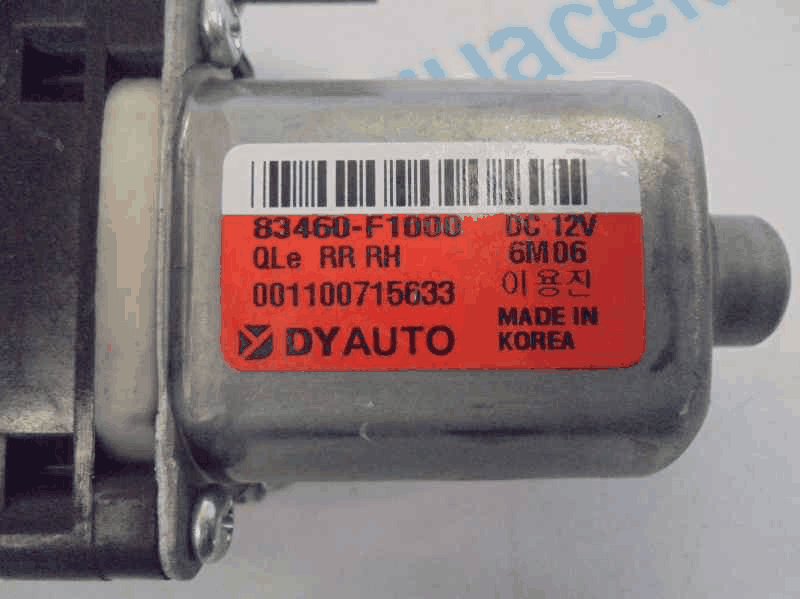 83460-F1000 DC 12V
QLe RR RH 6M06
001100715633 이용진
DYAUTO MADE IN
KOREA